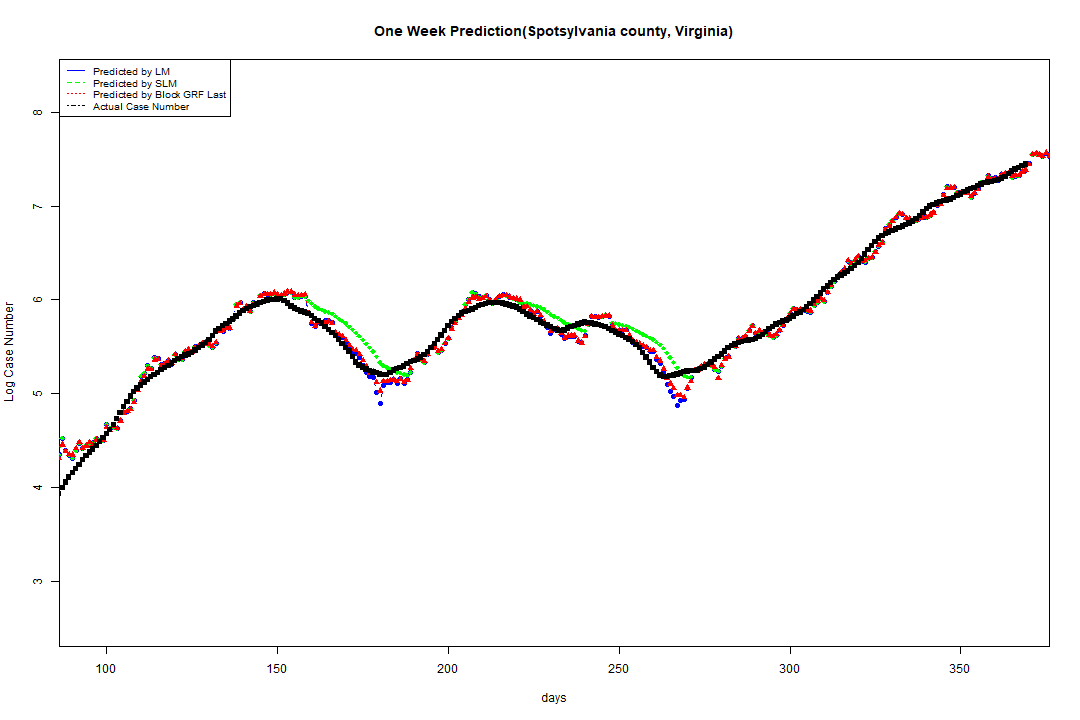 One Week Prediction(Spotsylvania county, Virginia)
Predicted by LM
Predicted by SLM
Predicted by Block GRF Last
Actual Case Number
8
7
6
5
4
3
Log Case Number
100 150 200 250 300 350
days